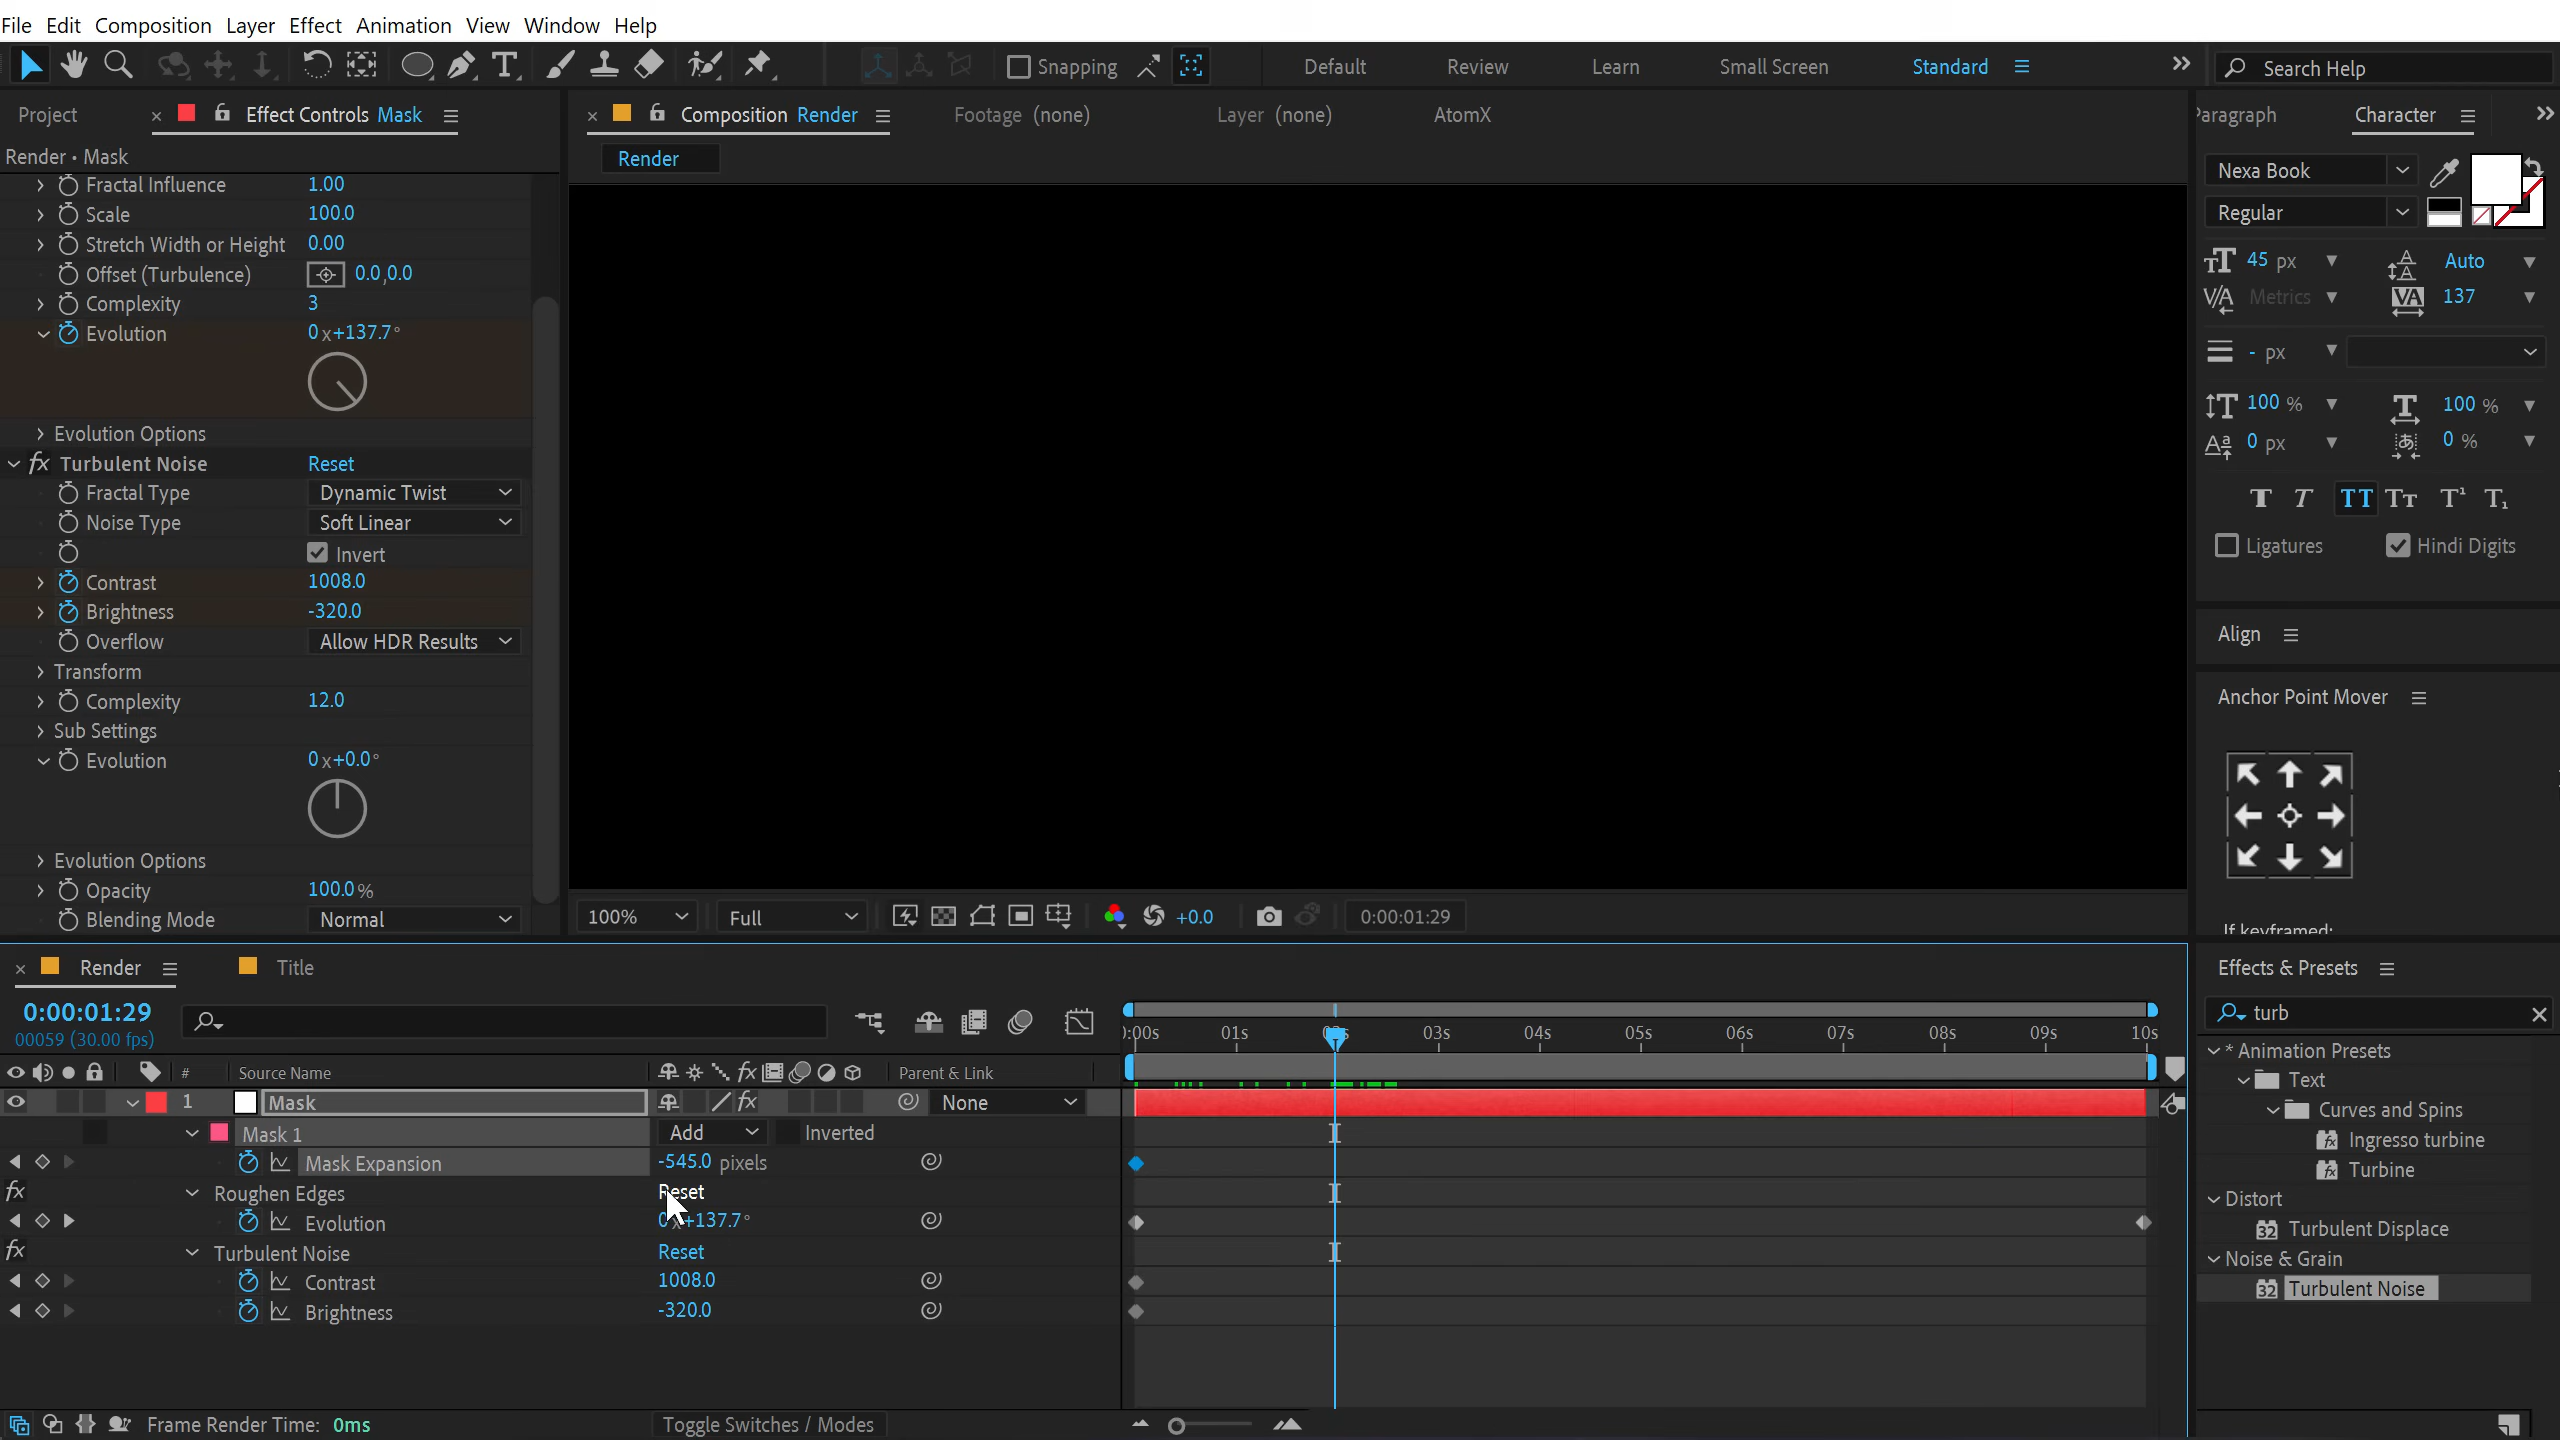 File Edit Composition Layer Effect Animation View Window Help
Snapping Default Review Learn Small Screen Standard Search Help
Project Effect Controls Mask Composition Render Footage (none) Layer (none) AtomX Paragraph Character
Render • Mask Render
Fractal Influence 1.00
Scale 100.0
Stretch Width or Height 0.00
Offset (Turbulence) 0.0,0.0
Complexity 3
Evolution 0x+137.7°
Evolution Options
fx Turbulent Noise Reset
Fractal Type Dynamic Twist
Noise Type Soft Linear
Invert
Contrast 1008.0
Brightness -320.0
Overflow Allow HDR Results
Transform
Complexity 12.0
Sub Settings
Evolution 0x+0.0°
Evolution Options
Opacity 100.0%
Blending Mode Normal
100% Full +0.0 0:00:01:29
Nexa Book
Regular
45 px Auto
Metrics 137
- px
100 % 100 %
0 px 0 %
Ligatures Hindi Digits
Align
Anchor Point Mover
If keyframed:
Render Title
0:00:01:29
00059 (30.00 fps)
:00s 01s 02s 03s 04s 05s 06s 07s 08s 09s 10s
# Source Name Parent & Link
1 Mask None
Mask 1 Add Inverted
Mask Expansion -545.0 pixels
fx Roughen Edges Reset
Evolution 0x+137.7°
fx Turbulent Noise Reset
Contrast 1008.0
Brightness -320.0
Frame Render Time: 0ms Toggle Switches / Modes
Effects & Presets
turb
* Animation Presets
Text
Curves and Spins
Ingresso turbine
Turbine
Distort
32 Turbulent Displace
Noise & Grain
32 Turbulent Noise